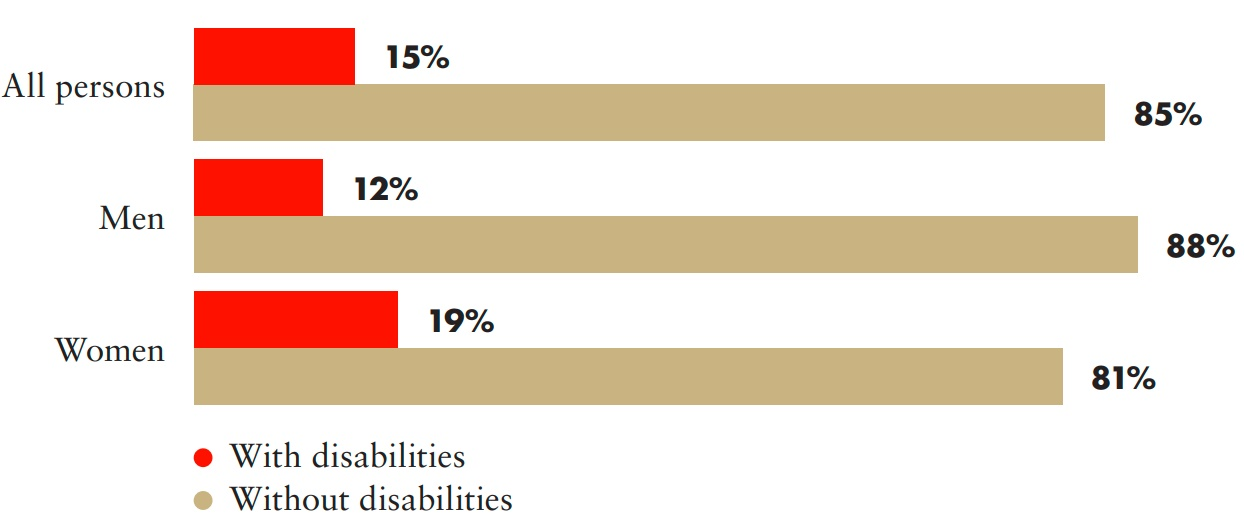 15%
All persons
85%
12%
Men
88%
19%
Women
81%
With disabilities
Without disabilities